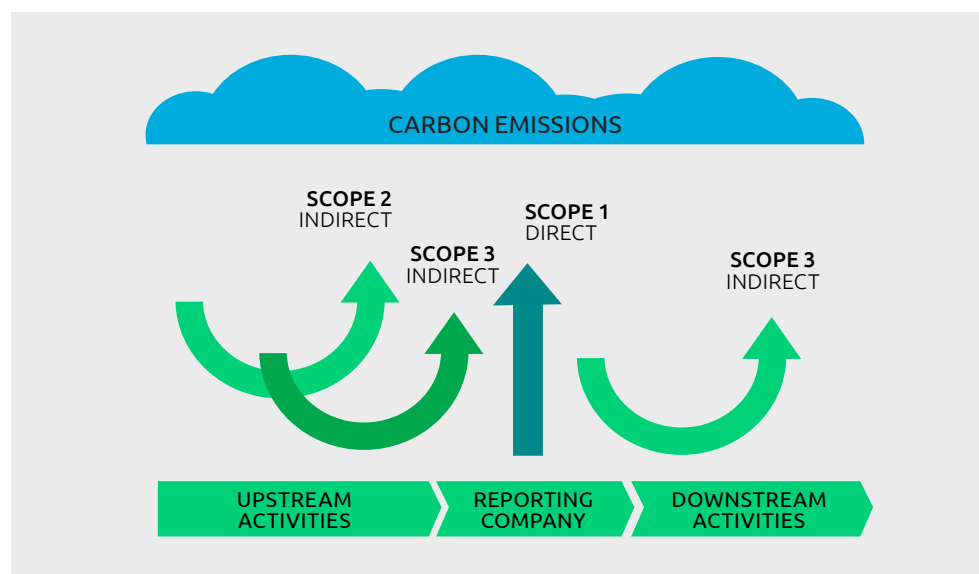 CARBON EMISSIONS
SCOPE 2
INDIRECT
SCOPE 3
INDIRECT
SCOPE 1
DIRECT
SCOPE 3
INDIRECT
UPSTREAM
ACTIVITIES
REPORTING
COMPANY
DOWNSTREAM
ACTIVITIES